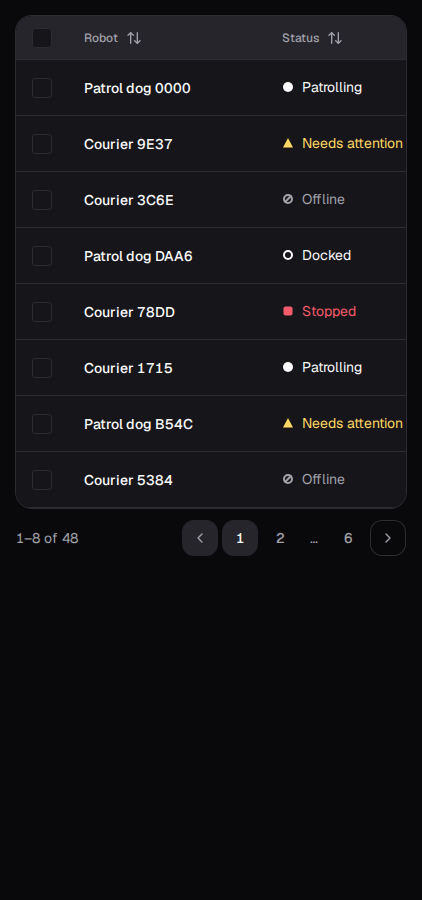 Robot Status
Patrol dog 0000 Patrolling
Courier 9E37 Needs attention
Courier 3C6E Offline
Patrol dog DAA6 Docked
Courier 78DD Stopped
Courier 1715 Patrolling
Patrol dog B54C Needs attention
Courier 5384 Offline
1–8 of 48 1 2 … 6